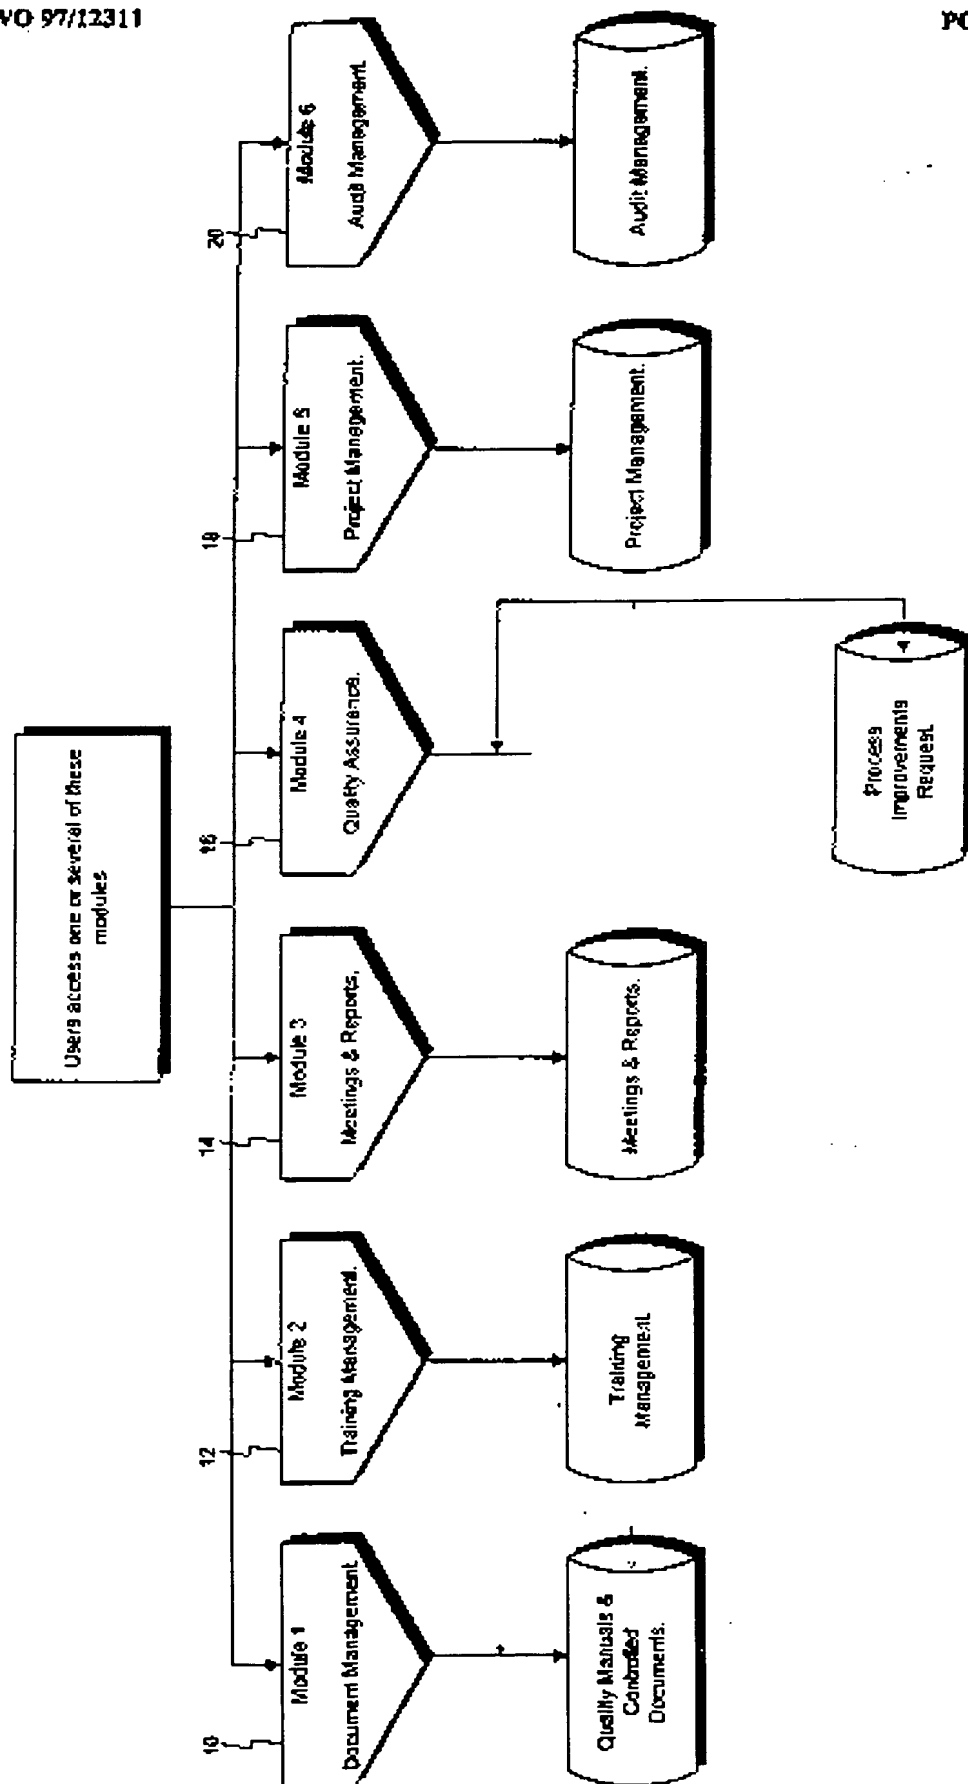 WO 97/12311
PC
Users access one or several of these
modules
10
Module 1
Document Management
12
Module 2
Training Management.
14
Module 3
Meetings & Reports.
16
Module 4
Quality Assurance.
18
Module 5
Project Management.
20
Module 6
Audit Management.
Quality Manuals &
Controlled
Documents.
Training
Management.
Meetings & Reports.
Process
Improvements
Request.
Project Management.
Audit Management.